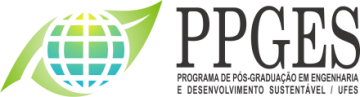 PPGES
PROGRAMA DE PÓS-GRADUAÇÃO EM ENGENHARIA
E DESENVOLVIMENTO SUSTENTÁVEL / UFES